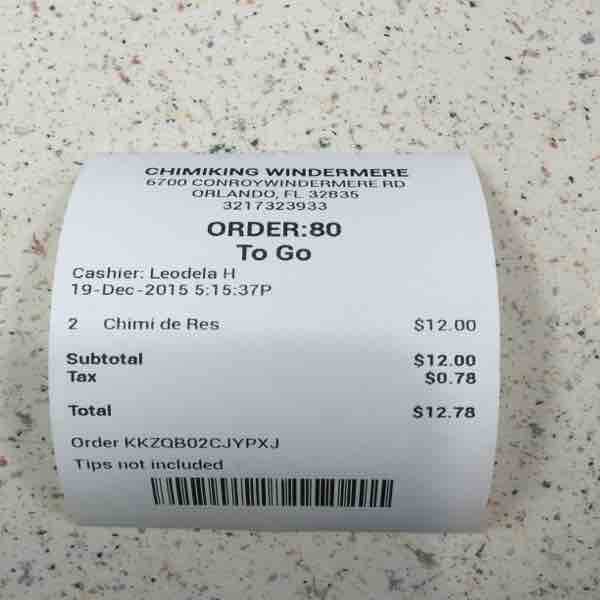 CHIMIKING WINDERMERE
6700 CONROYWINDERMERE RD
ORLANDO, FL 32835
3217323933
ORDER:80
To Go
Cashier: Leodela H
19-Dec-2015 5:15:37P
2 Chimi de Res $12.00
Subtotal $12.00
Tax $0.78
Total $12.78
Order KKZQB02CJYPXJ
Tips not included